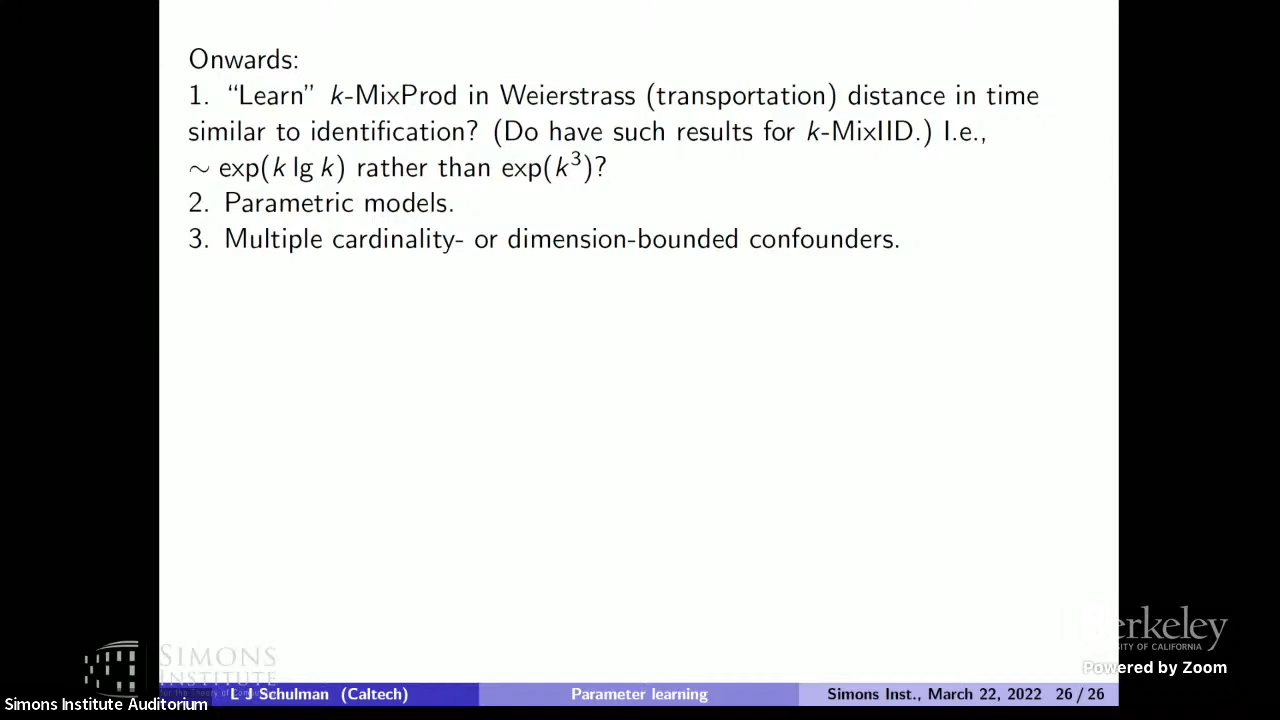 Onwards:
1. “Learn” k-MixProd in Weierstrass (transportation) distance in time
similar to identification? (Do have such results for k-MixIID.) I.e.,
∼ exp(k lg k) rather than exp(k³)?
2. Parametric models.
3. Multiple cardinality- or dimension-bounded confounders.
SIMONS
INSTITUTE
Berkeley
Powered by Zoom
L J Schulman (Caltech)
Parameter learning
Simons Inst., March 22, 2022 26 / 26
Simons Institute Auditorium